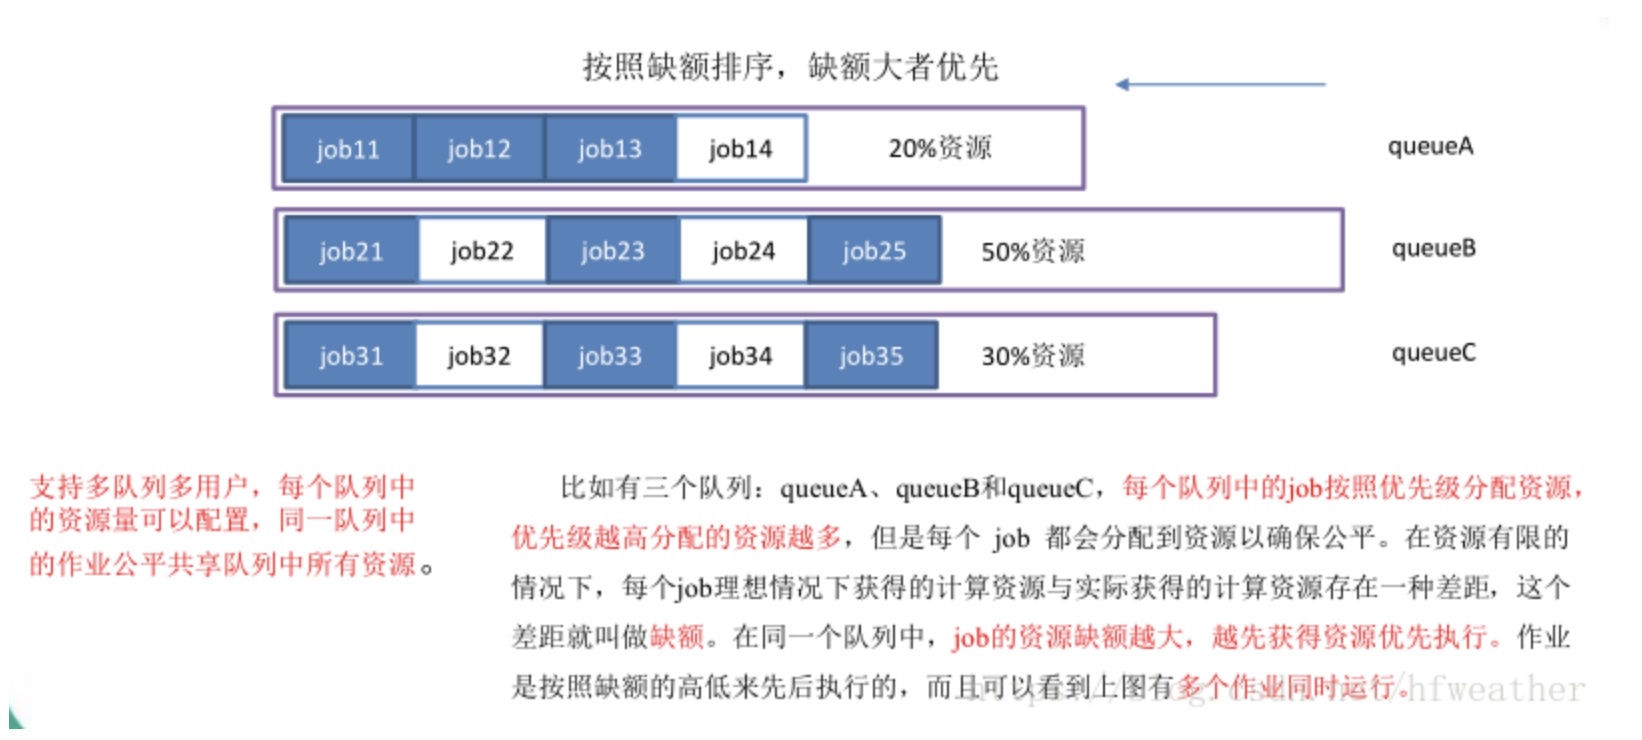 按照缺额排序，缺额大者优先
job11 job12 job13 job14 20%资源 queueA
job21 job22 job23 job24 job25 50%资源 queueB
job31 job32 job33 job34 job35 30%资源 queueC
支持多队列多用户，每个队列中
的资源量可以配置，同一队列中
的作业公平共享队列中所有资源。
比如有三个队列：queueA、queueB和queueC，每个队列中的job按照优先级分配资源，
优先级越高分配的资源越多，但是每个 job 都会分配到资源以确保公平。在资源有限的
情况下，每个job理想情况下获得的计算资源与实际获得的计算资源存在一种差距，这个
差距就叫做缺额。在同一个队列中，job的资源缺额越大，越先获得资源优先执行。作业
是按照缺额的高低来先后执行的，而且可以看到上图有多个作业同时运行。
https://blog.csdn.net/hfweather